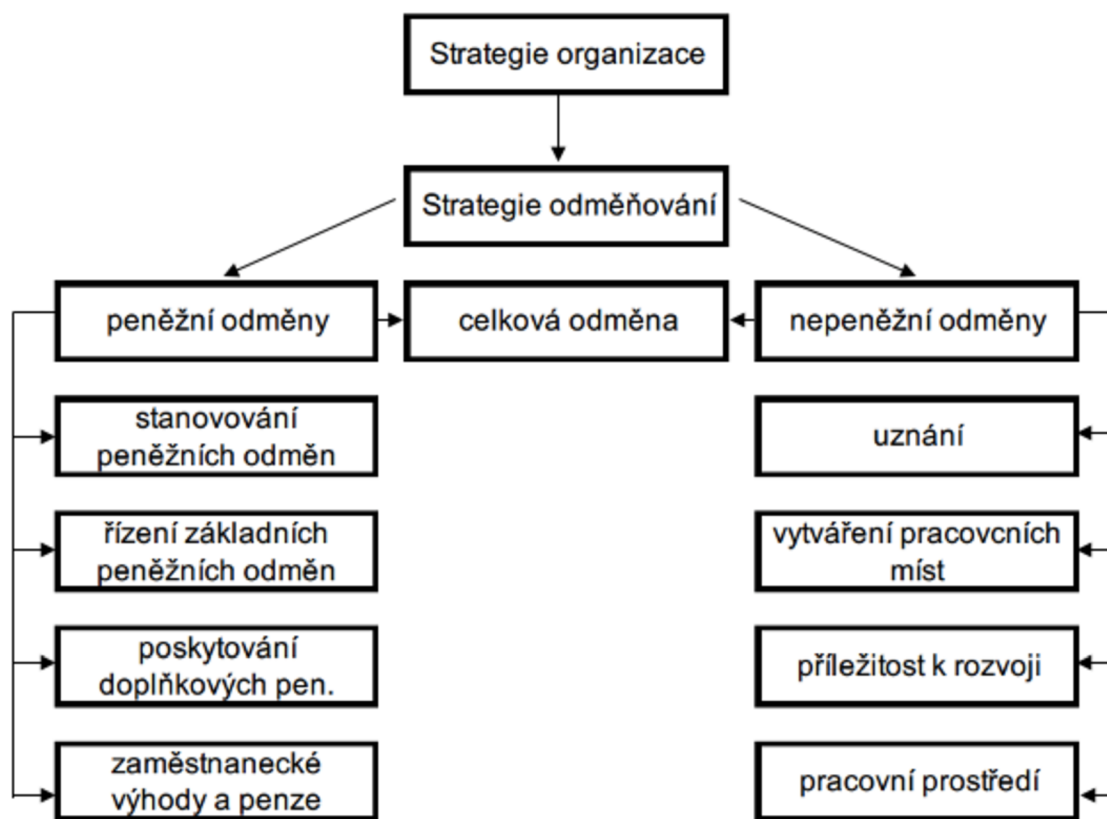 Strategie organizace
Strategie odměňování
peněžní odměny
celková odměna
nepeněžní odměny
stanovování
peněžních odměn
uznání
řízení základních
peněžních odměn
vytváření pracovcních
míst
poskytování
doplňkových pen.
příležitost k rozvoji
zaměstnanecké
výhody a penze
pracovní prostředí